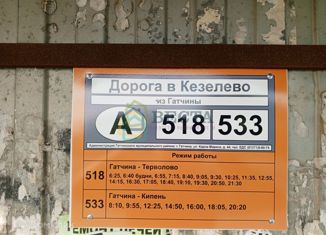 Дорога в Кезелево
из Гатчины
А 518 533
Режим работы
518 Гатчина - Терволово
6:25, 6:40 будни, 6:55, 7:15, 8:40, 9:05, 9:30, 10:25, 11:35, 12:55,
14:15, 16:30, 17:05, 18:40, 19:10, 19:30, 20:50, 21:30
533 Гатчина - Кипень
8:10, 9:55, 12:25, 14:50, 16:00, 18:05, 20:20